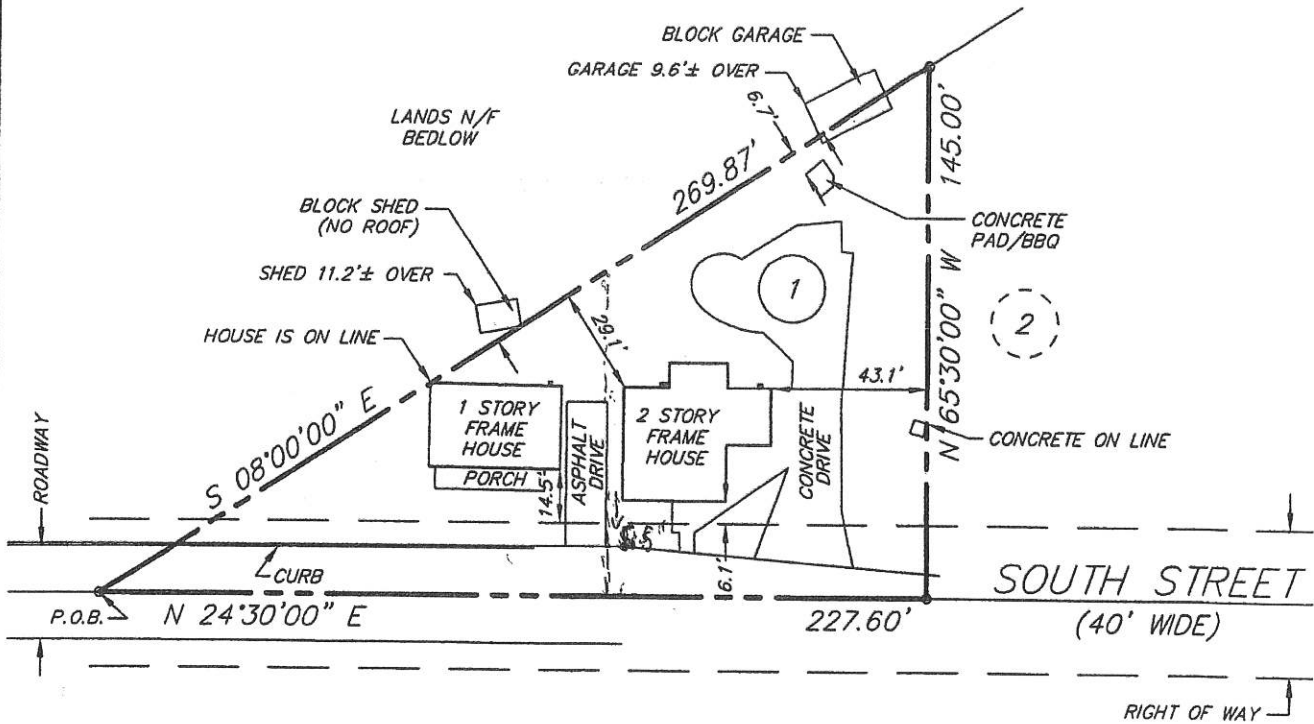 BLOCK GARAGE
GARAGE 9.6'± OVER
6.7'
LANDS N/F
BEDLOW
269.87'
145.00'
BLOCK SHED
(NO ROOF)
CONCRETE
PAD/BBQ
SHED 11.2'± OVER
1
2
29.1'
HOUSE IS ON LINE
43.1'
N 65°30'00" W
1 STORY
FRAME
HOUSE
2 STORY
FRAME
HOUSE
CONCRETE ON LINE
ROADWAY
S 08°00'00" E
PORCH
ASPHALT
DRIVE
CONCRETE
DRIVE
14.5'
6.1'
CURB
SOUTH STREET
(40' WIDE)
P.O.B.
N 24°30'00" E
227.60'
RIGHT OF WAY